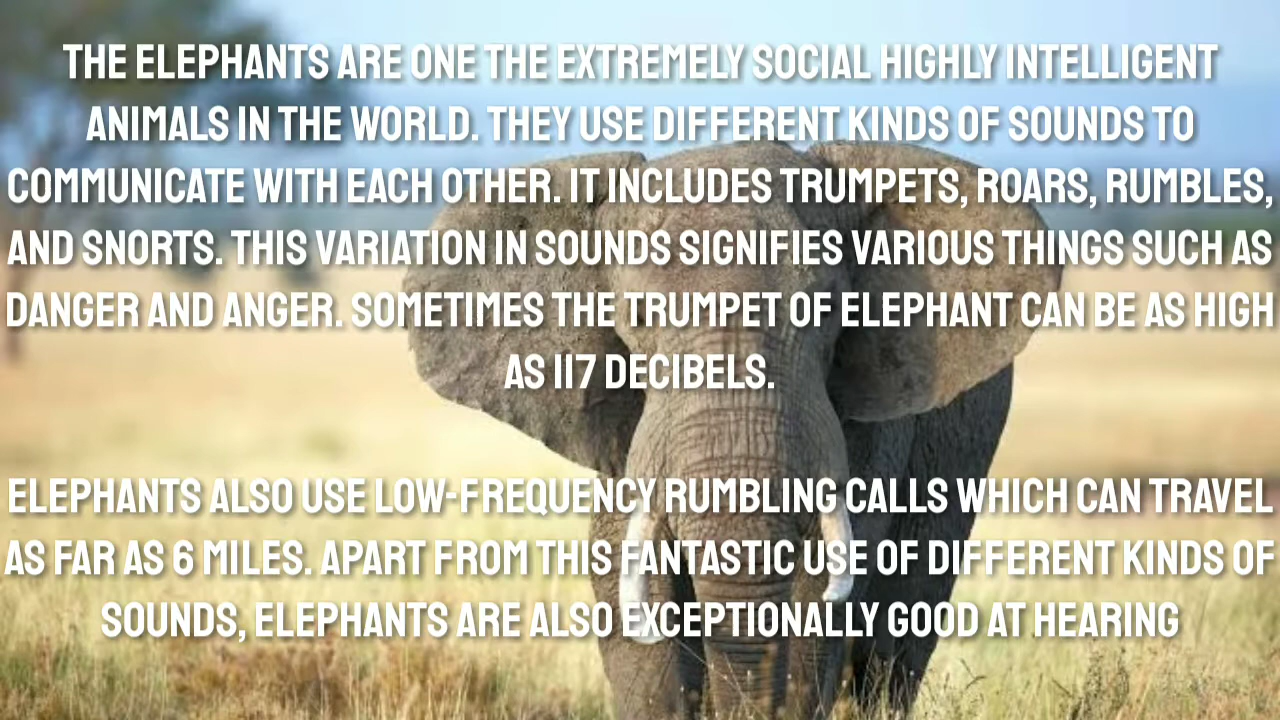 THE ELEPHANTS ARE ONE THE EXTREMELY SOCIAL HIGHLY INTELLIGENT
ANIMALS IN THE WORLD. THEY USE DIFFERENT KINDS OF SOUNDS TO
COMMUNICATE WITH EACH OTHER. IT INCLUDES TRUMPETS, ROARS, RUMBLES,
AND SNORTS. THIS VARIATION IN SOUNDS SIGNIFIES VARIOUS THINGS SUCH AS
DANGER AND ANGER. SOMETIMES THE TRUMPET OF ELEPHANT CAN BE AS HIGH
AS 117 DECIBELS.
ELEPHANTS ALSO USE LOW-FREQUENCY RUMBLING CALLS WHICH CAN TRAVEL
AS FAR AS 6 MILES. APART FROM THIS FANTASTIC USE OF DIFFERENT KINDS OF
SOUNDS, ELEPHANTS ARE ALSO EXCEPTIONALLY GOOD AT HEARING